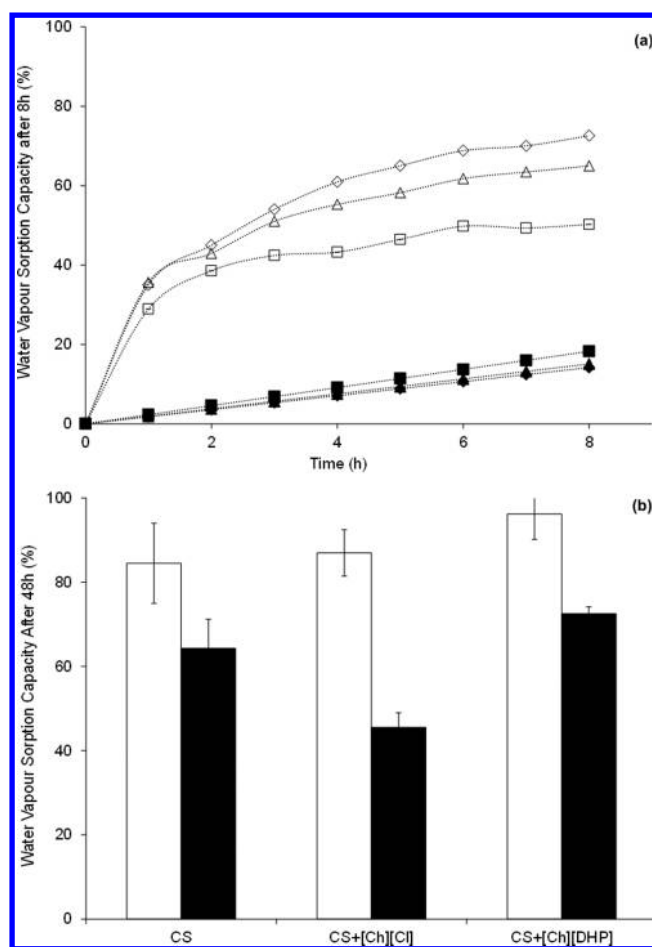 (a)
Water Vapour Sorption Capacity after 8h (%)
100
80
60
40
20
0
0 2 4 6 8
Time (h)
(b)
Water Vapour Sorption Capacity After 48h (%)
100
80
60
40
20
0
CS CS+[Ch][Cl] CS+[Ch][DHP]